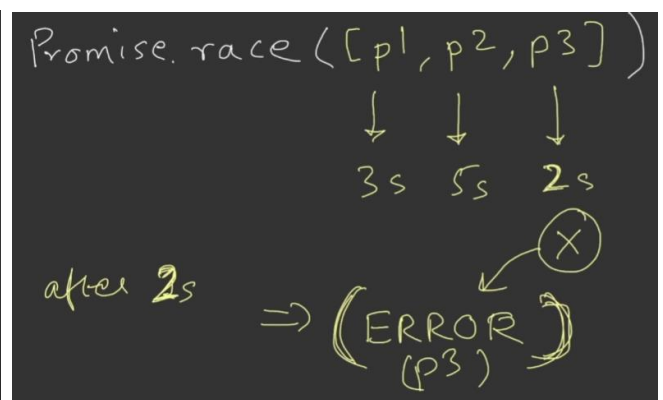 Promise.race([p1, p2, p3])
3s 5s 2s
X
after 2s
⇒ (ERROR)
(p3)